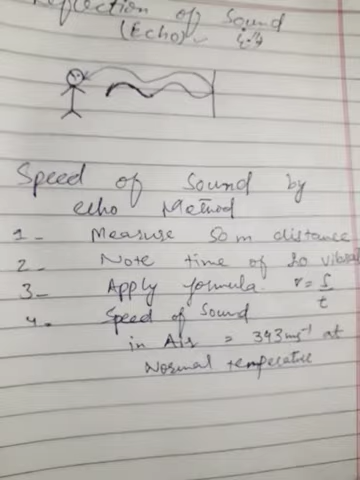 Reflection of Sound
(Echo)
Speed of Sound by
echo Method
1- Measure 50 m distance
2- Note time of 20
3- Apply formula. v = S/t
4. Speed of Sound
in Air = 343ms⁻¹ at
Normal temperature